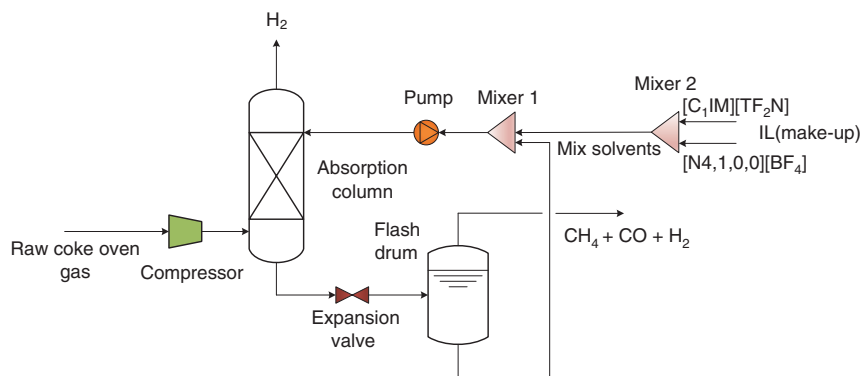 H₂
Mixer 2
Pump
Mixer 1
[C₁IM][TF₂N]
IL(make-up)
Mix solvents
[N4,1,0,0][BF₄]
Absorption
column
Raw coke oven
gas
Compressor
Flash
drum
CH₄ + CO + H₂
Expansion
valve